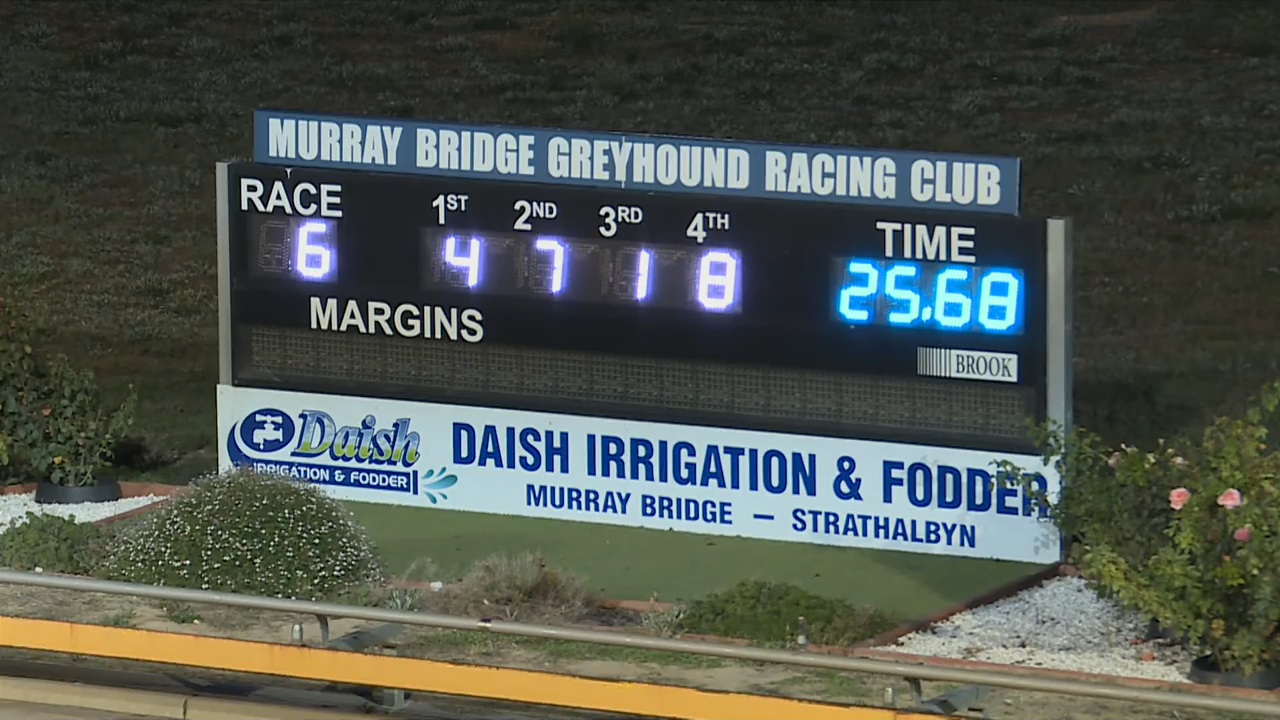 MURRAY BRIDGE GREYHOUND RACING CLUB
RACE 1ST 2ND 3RD 4TH TIME
6 4 7 1 8 25.68
MARGINS
BROOK
Daish
IRRIGATION & FODDER
DAISH IRRIGATION & FODDER
MURRAY BRIDGE – STRATHALBYN